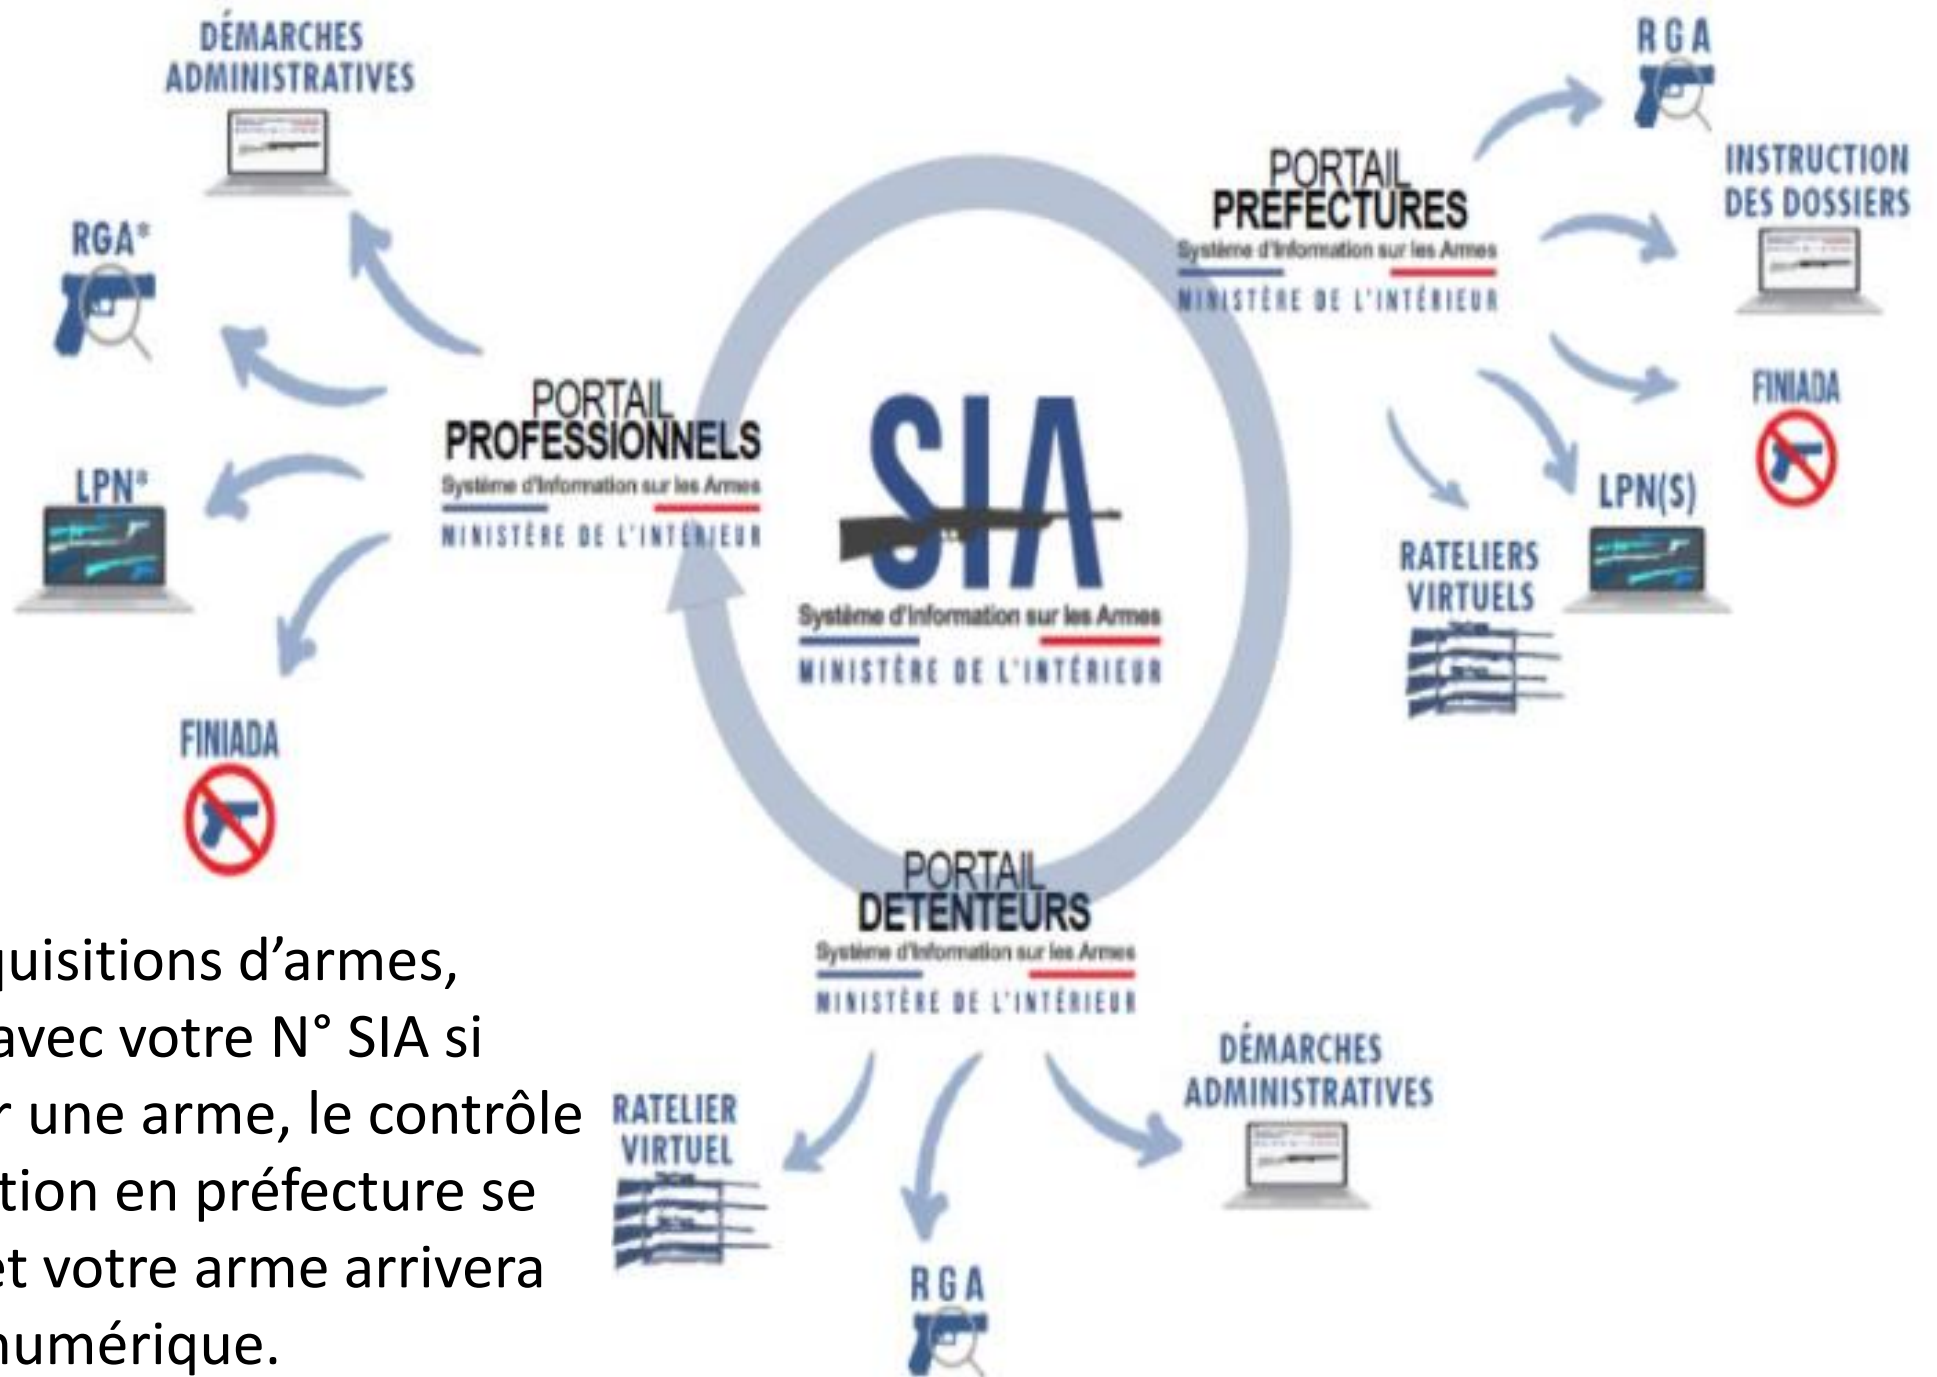 DÉMARCHES
ADMINISTRATIVES
RGA*
LPN*
FINIADA
PORTAIL
PROFESSIONNELS
Système d'Information sur les Armes
MINISTÈRE DE L'INTÉRIEUR
SIA
Système d'Information sur les Armes
MINISTÈRE DE L'INTÉRIEUR
PORTAIL
PREFECTURES
Système d'Information sur les Armes
MINISTÈRE DE L'INTÉRIEUR
RGA
INSTRUCTION
DES DOSSIERS
FINIADA
LPN(S)
RATELIERS
VIRTUELS
PORTAIL
DETENTEURS
Système d'Information sur les Armes
MINISTÈRE DE L'INTÉRIEUR
RATELIER
VIRTUEL
RGA
DÉMARCHES
ADMINISTRATIVES
quisitions d’armes,
avec votre N° SIA si
r une arme, le contrôle
tion en préfecture se
et votre arme arrivera
numérique.